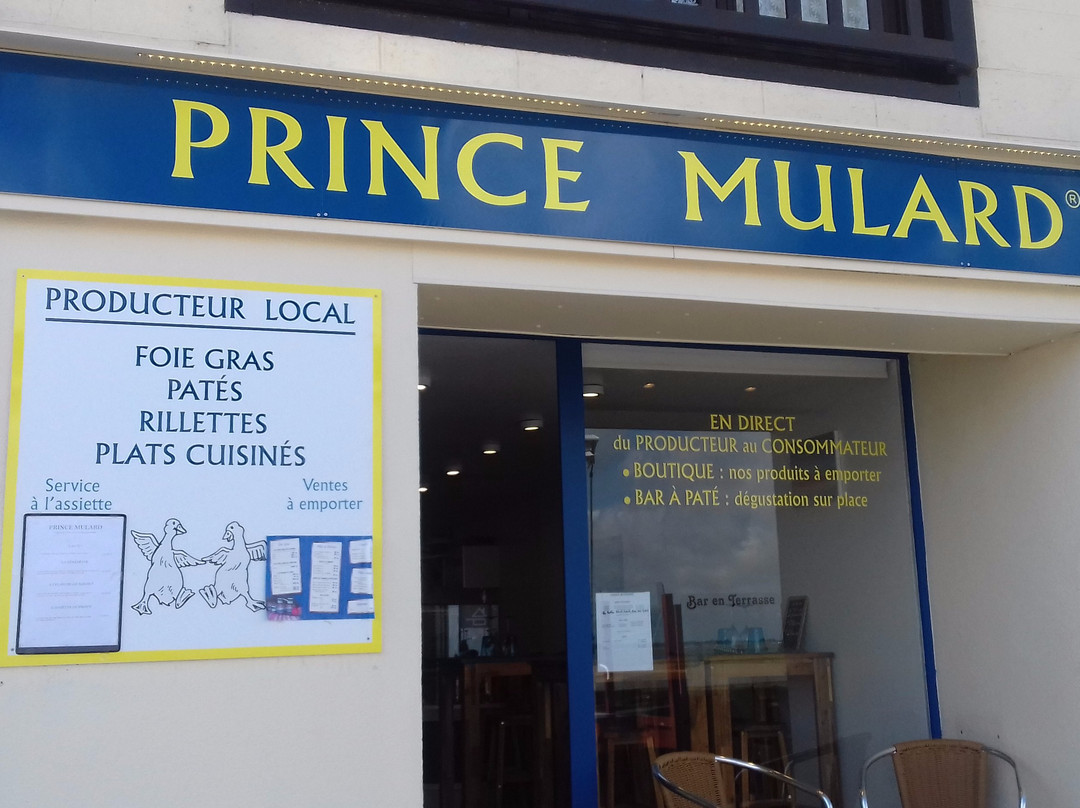 PRINCE MULARD®
PRODUCTEUR LOCAL
FOIE GRAS
PATÉS
RILLETTES
PLATS CUISINÉS
Service
à l'assiette
Ventes
à emporter
PRINCE MULARD
EN DIRECT
du PRODUCTEUR au CONSOMMATEUR
• BOUTIQUE : nos produits à emporter
• BAR À PATÉ : dégustation sur place
Bar en Terrasse